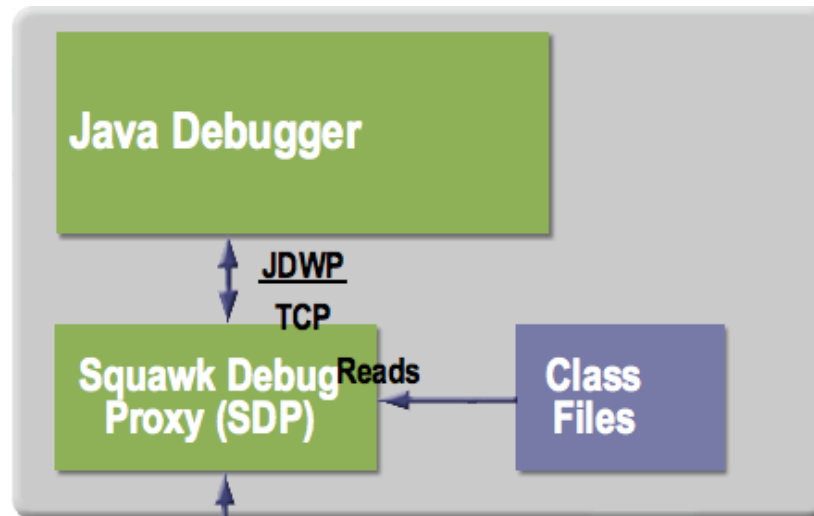 Java Debugger
JDWP
TCP
Squawk Debug
Proxy (SDP)
Reads
Class
Files